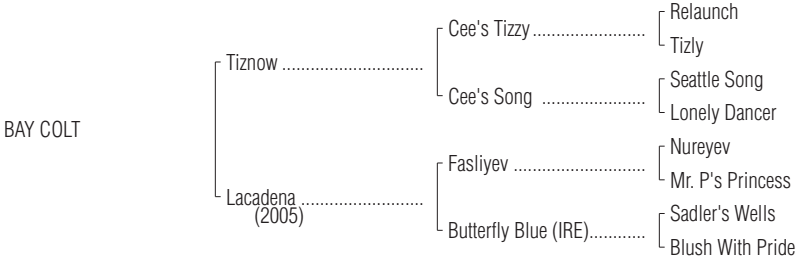 Relaunch
Cee's Tizzy ........................
Tizly
Tiznow ..............................
Seattle Song
Cee's Song ......................
Lonely Dancer
BAY COLT
Nureyev
Fasliyev ............................
Mr. P's Princess
Lacadena ..........................
(2005)
Sadler's Wells
Butterfly Blue (IRE)............
Blush With Pride